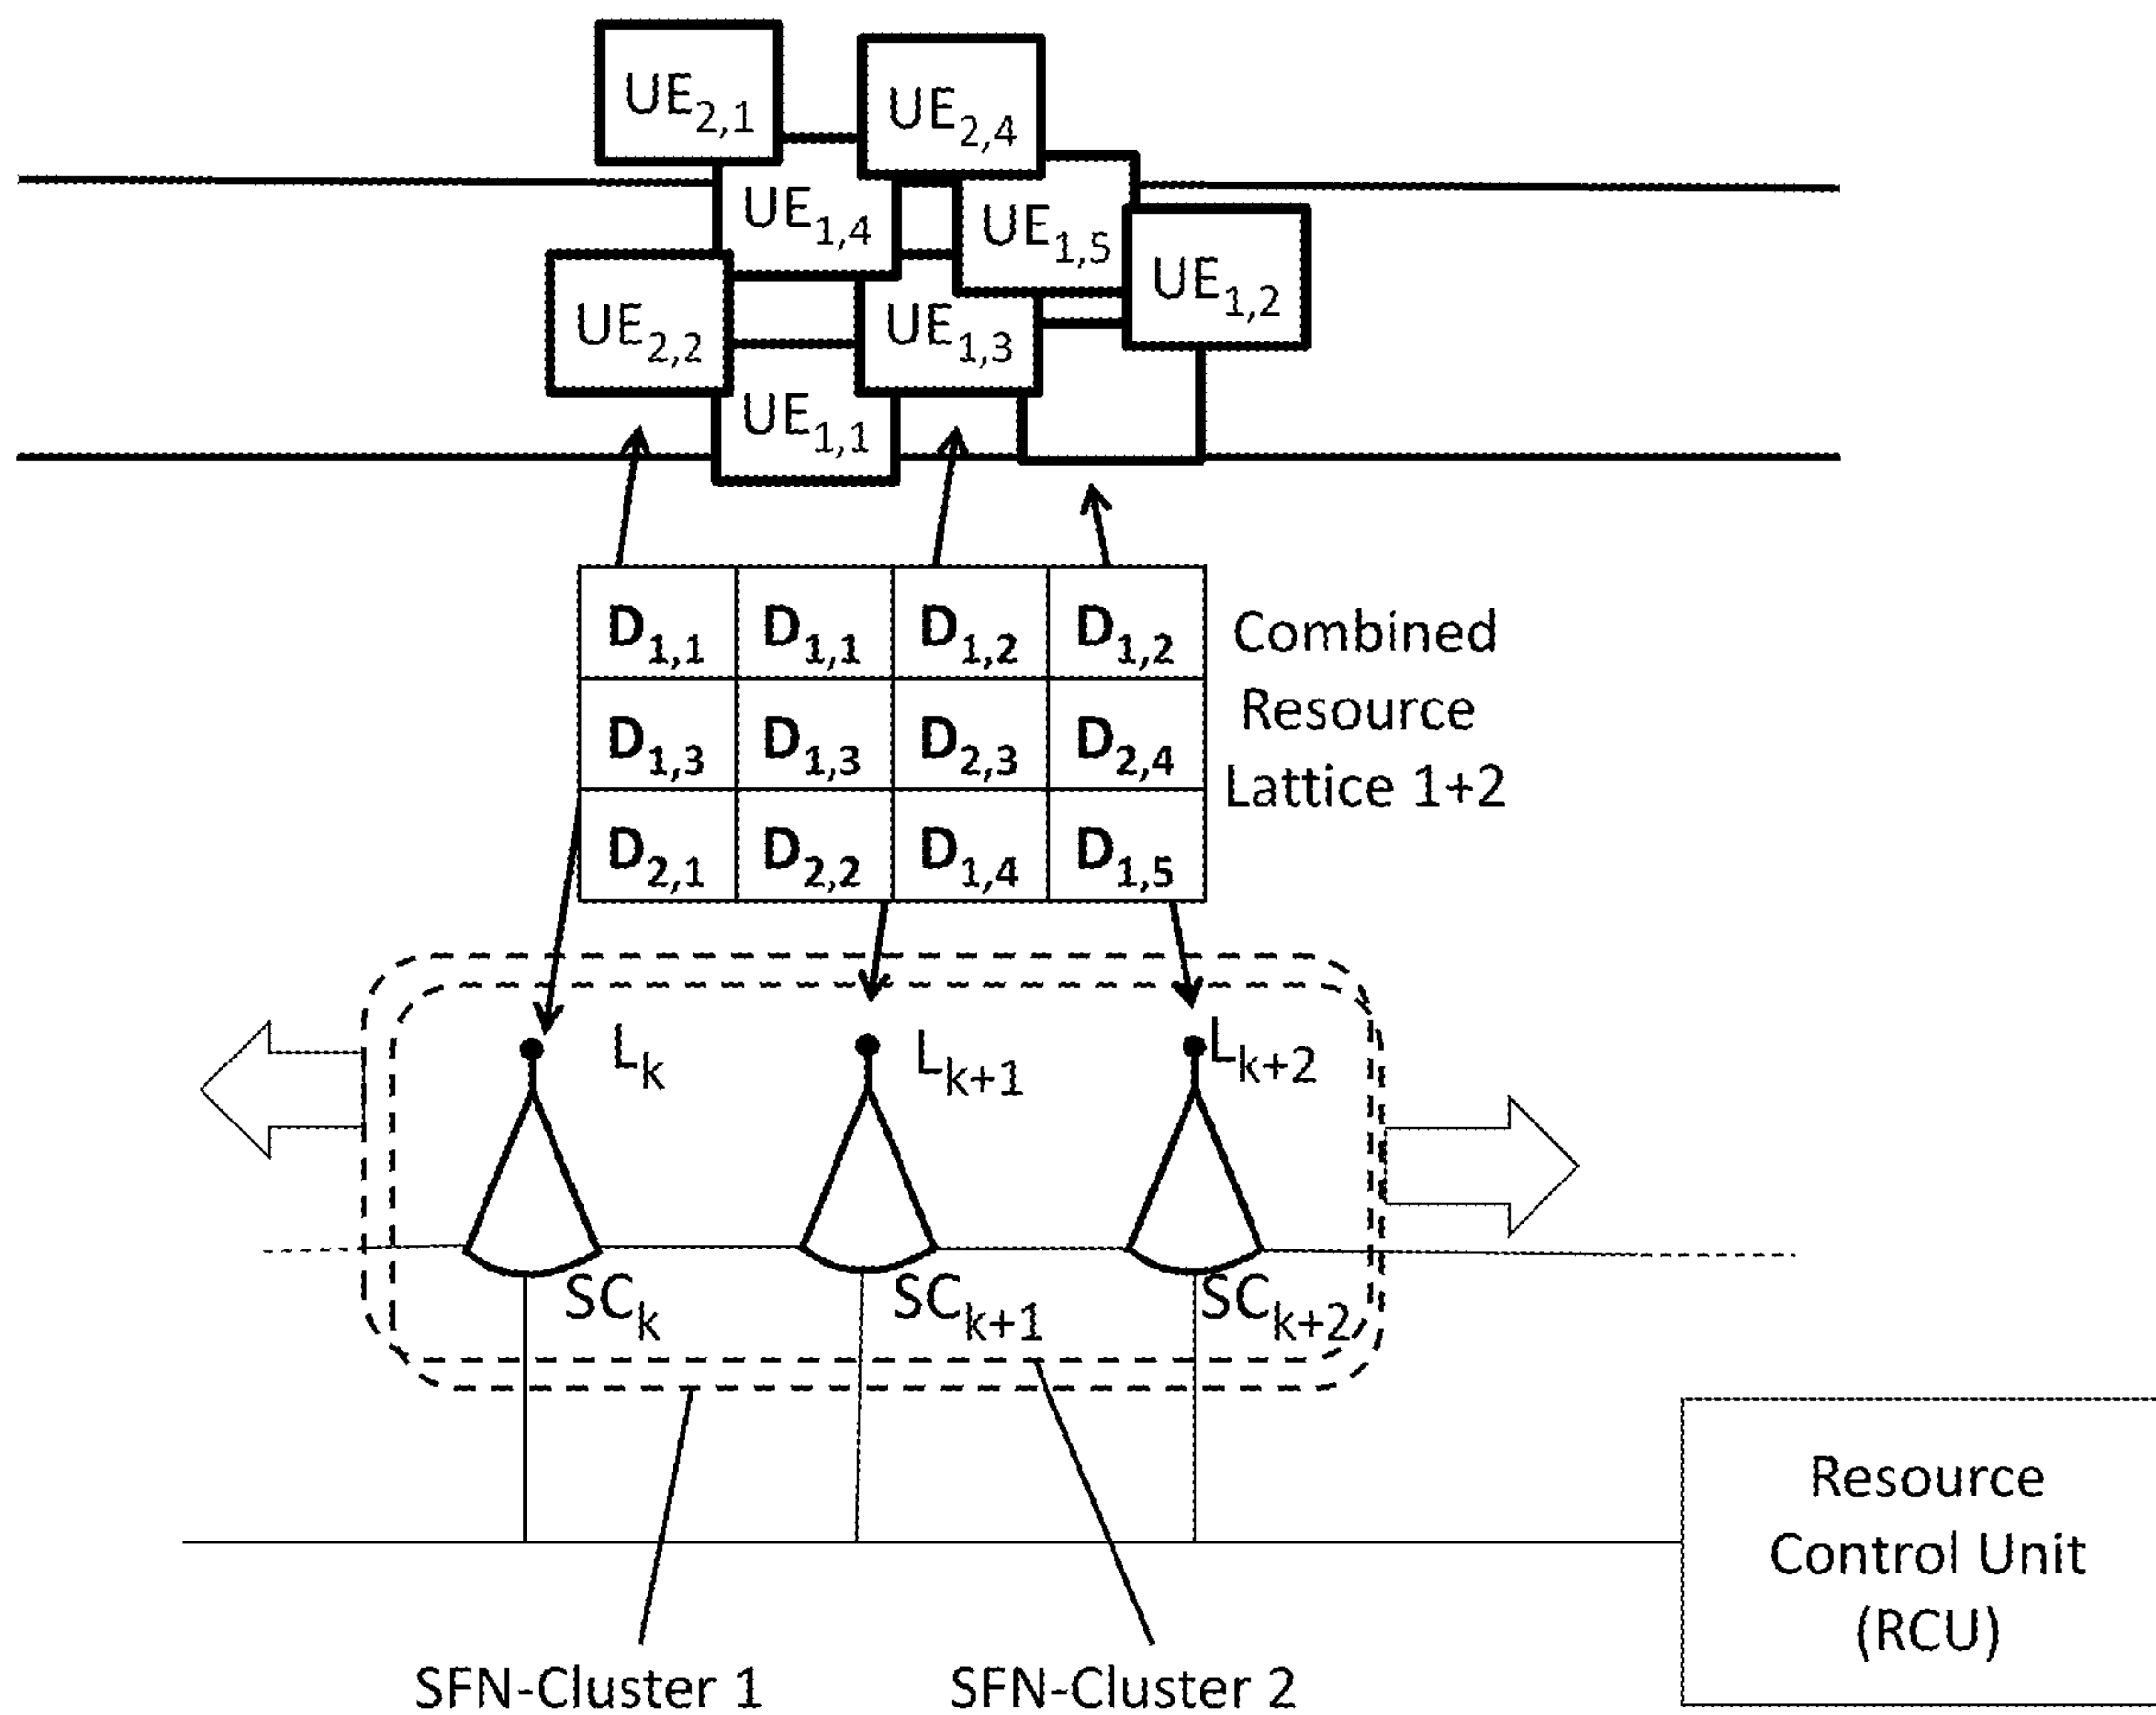 UE2,1
UE2,4
UE1,4
UE1,5
UE1,2
UE2,2
UE1,3
UE1,1
D1,1 D1,1 D1,2 D1,2
D1,3 D1,3 D2,3 D2,4
D2,1 D2,2 D1,4 D1,5
Combined
Resource
Lattice 1+2
Lk
Lk+1
Lk+2
SCk
SCk+1
SCk+2
Resource
Control Unit
(RCU)
SFN-Cluster 1
SFN-Cluster 2